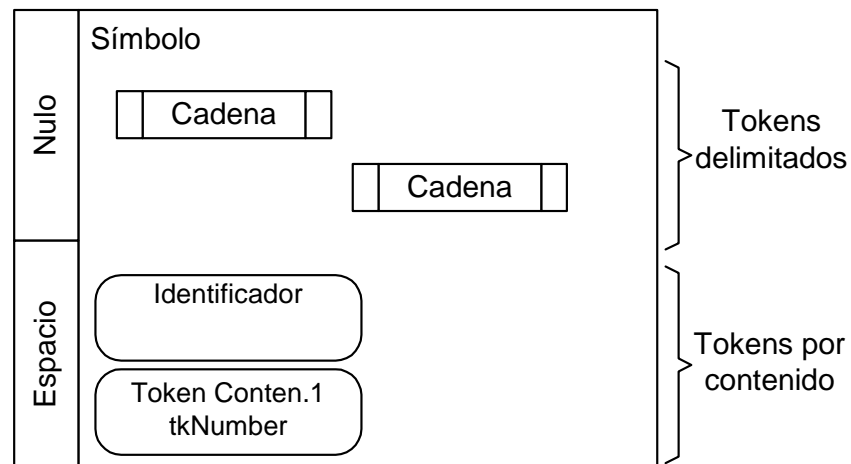 Símbolo
Nulo
Cadena
Cadena
Tokens
delimitados
Espacio
Identificador
Token Conten.1
tkNumber
Tokens por
contenido